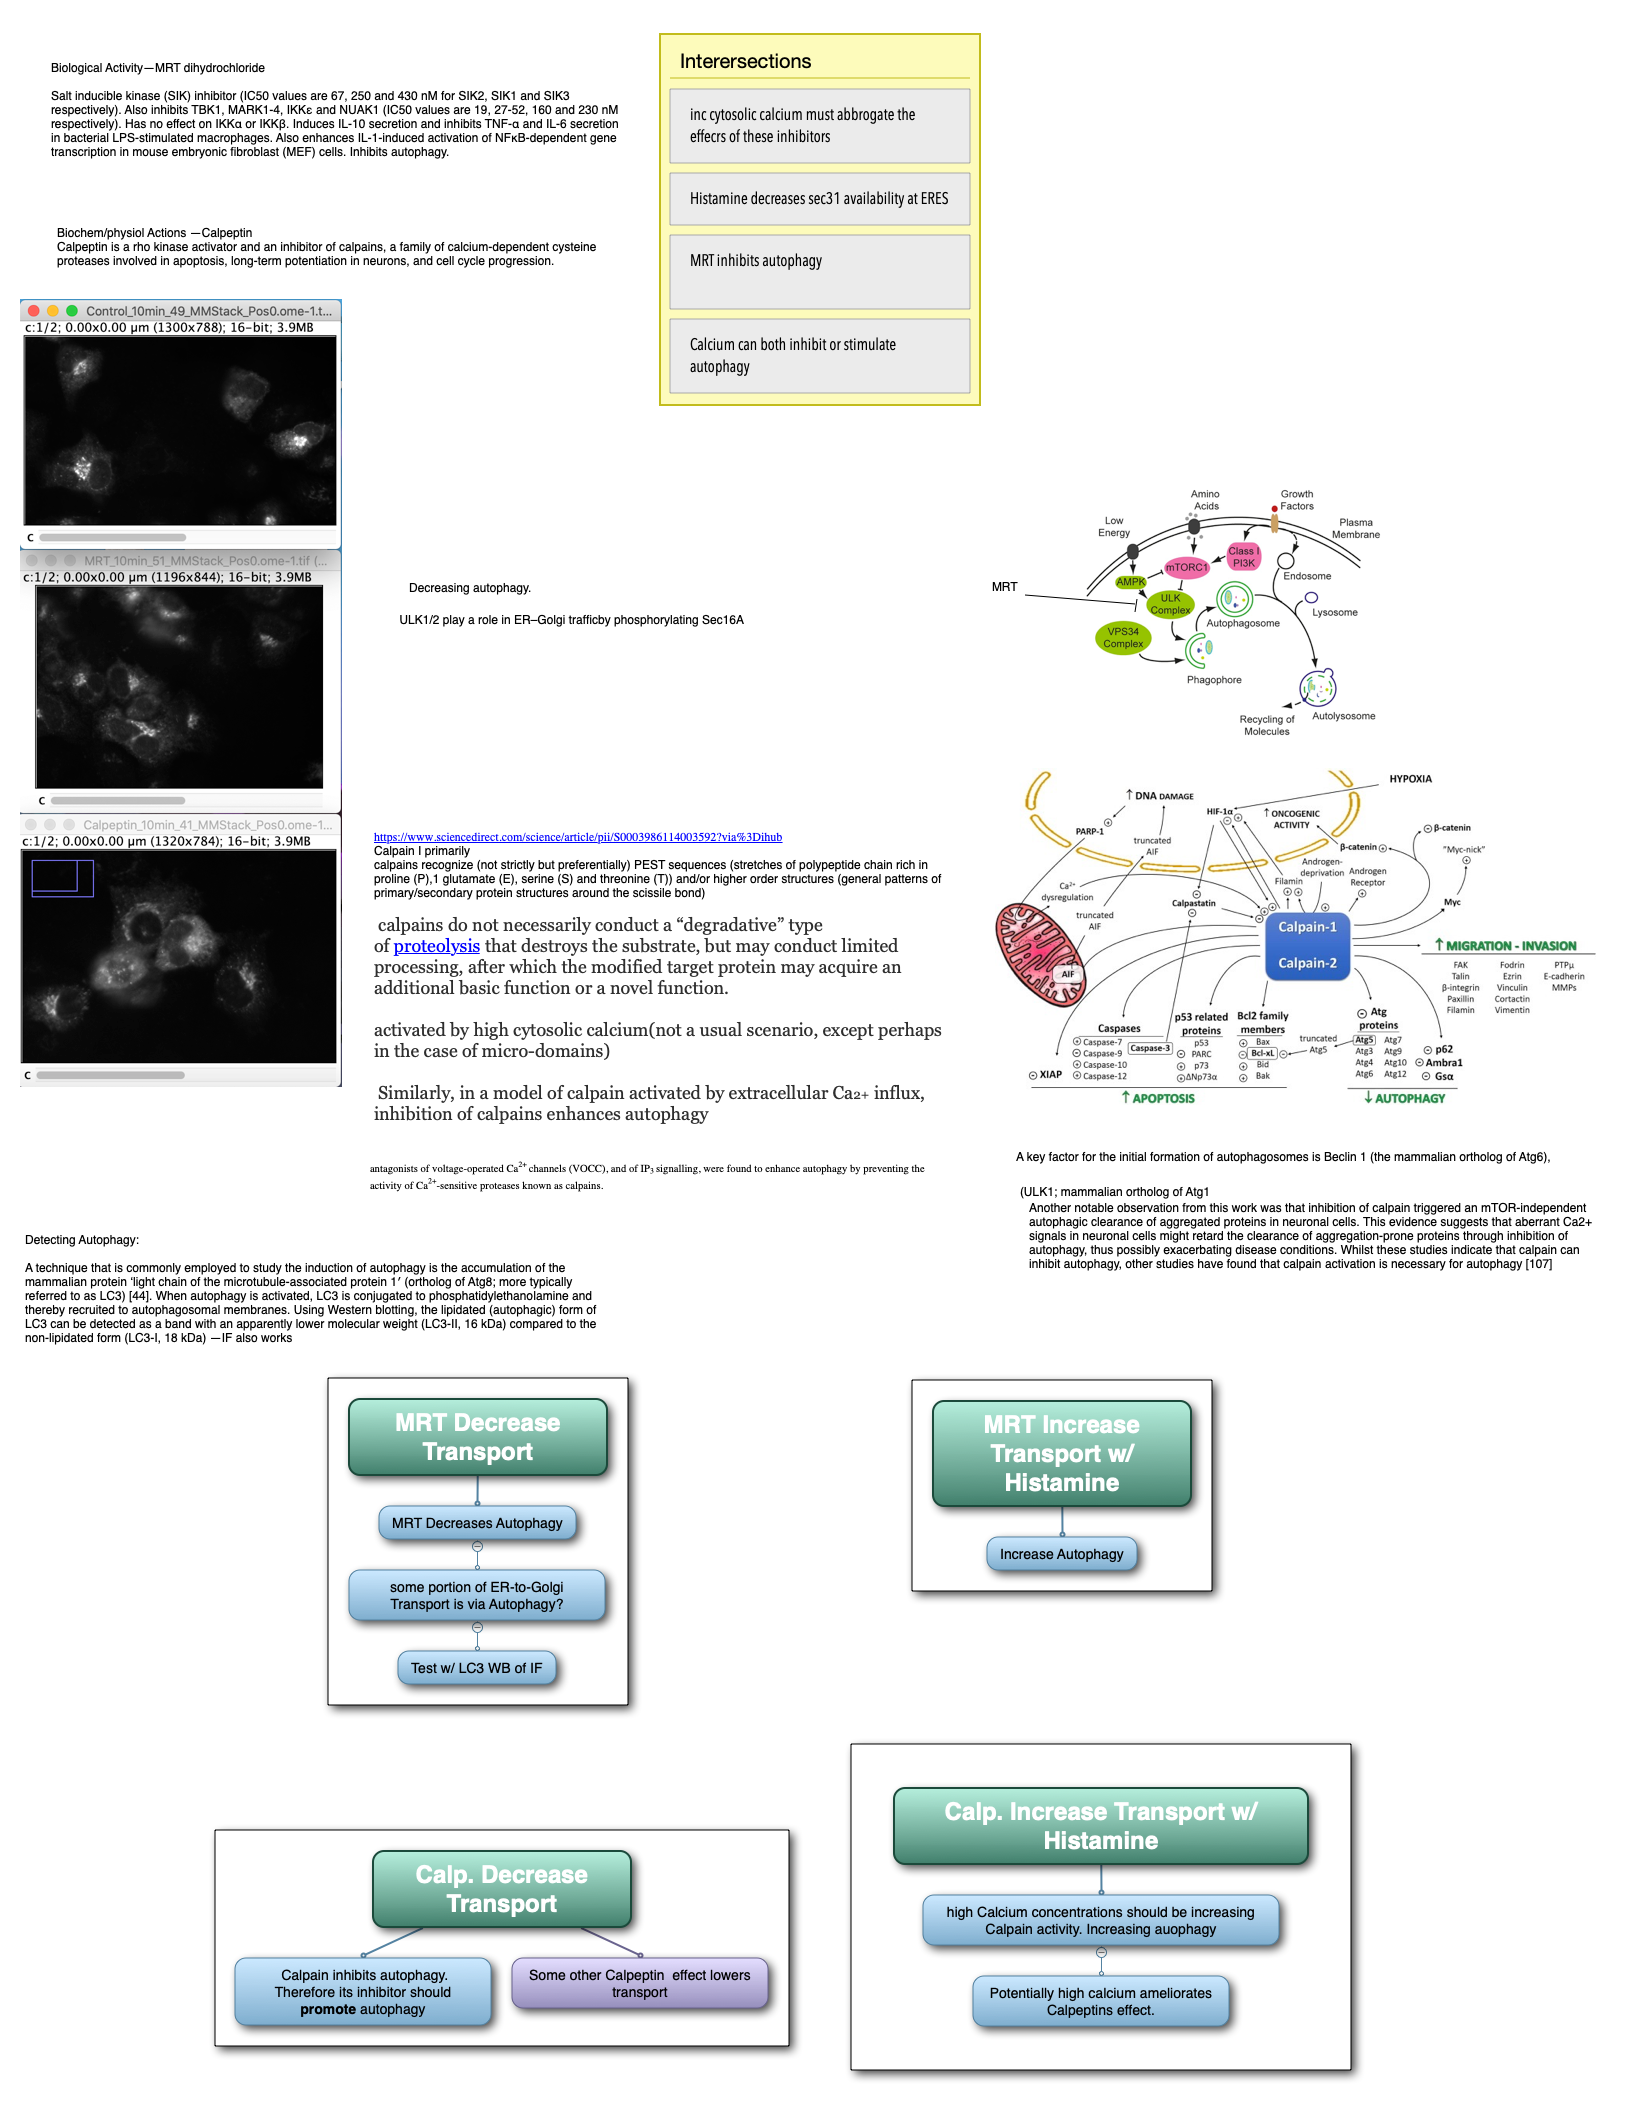 Biological Activity—MRT dihydrochloride
Salt inducible kinase (SIK) inhibitor (IC50 values are 67, 250 and 430 nM for SIK2, SIK1 and SIK3
respectively). Also inhibits TBK1, MARK1-4, IKKε and NUAK1 (IC50 values are 19, 27-52, 160 and 230 nM
respectively). Has no effect on IKKα or IKKβ. Induces IL-10 secretion and inhibits TNF-α and IL-6 secretion
in bacterial LPS-stimulated macrophages. Also enhances IL-1-induced activation of NFκB-dependent gene
transcription in mouse embryonic fibroblast (MEF) cells. Inhibits autophagy.
Biochem/physiol Actions —Calpeptin
Calpeptin is a rho kinase activator and an inhibitor of calpains, a family of calcium-dependent cysteine
proteases involved in apoptosis, long-term potentiation in neurons, and cell cycle progression.
Interersections
inc cytosolic calcium must abbrogate the
effecrs of these inhibitors
Histamine decreases sec31 availability at ERES
MRT inhibits autophagy
Calcium can both inhibit or stimulate
autophagy
Control_10min_49_MMStack_Pos0.ome-1.t...
c:1/2; 0.00x0.00 µm (1300x788); 16-bit; 3.9MB
C
MRT_10min_51_MMStack_Pos0.ome-1.tif (...
c:1/2; 0.00x0.00 µm (1196x844); 16-bit; 3.9MB
C
Calpeptin_10min_41_MMStack_Pos0.ome-1...
c:1/2; 0.00x0.00 µm (1320x784); 16-bit; 3.9MB
C
Decreasing autophagy.
ULK1/2 play a role in ER–Golgi trafficby phosphorylating Sec16A
MRT
Amino
Acids
Growth
Factors
Low
Energy
Plasma
Membrane
Class I
PI3K
mTORC1
AMPK
Endosome
ULK
Complex
Lysosome
Autophagosome
VPS34
Complex
Phagophore
Autolysosome
Recycling of
Molecules
https://www.sciencedirect.com/science/article/pii/S0003986114003592?via%3Dihub
Calpain I primarily
calpains recognize (not strictly but preferentially) PEST sequences (stretches of polypeptide chain rich in
proline (P),1 glutamate (E), serine (S) and threonine (T)) and/or higher order structures (general patterns of
primary/secondary protein structures around the scissile bond)
calpains do not necessarily conduct a “degradative” type
of proteolysis that destroys the substrate, but may conduct limited
processing, after which the modified target protein may acquire an
additional basic function or a novel function.
activated by high cytosolic calcium(not a usual scenario, except perhaps
in the case of micro-domains)
Similarly, in a model of calpain activated by extracellular Ca2+ influx,
inhibition of calpains enhances autophagy
antagonists of voltage-operated Ca2+ channels (VOCC), and of IP3 signalling, were found to enhance autophagy by preventing the
activity of Ca2+-sensitive proteases known as calpains.
HYPOXIA
↑ DNA DAMAGE
HIF-1α
↑ ONCOGENIC
ACTIVITY
PARP-1
truncated
AIF
β-catenin
β-catenin
"Myc-nick"
Androgen-
deprivation
Androgen
Receptor
Filamin
Ca2+
dysregulation
Calpastatin
Myc
truncated
AIF
AIF
Calpain-1
Calpain-2
↑ MIGRATION - INVASION
FAK Fodrin PTPµ
Talin Ezrin E-cadherin
β-integrin Vinculin MMPs
Paxillin Cortactin
Filamin Vimentin
Caspases
Caspase-7
Caspase-9
Caspase-10
Caspase-12
Caspase-3
p53 related
proteins
p53
PARC
p73
ΔNp73α
Bcl2 family
members
Bax
Bcl-xL
Bid
Bak
truncated
Atg5
Atg
proteins
Atg5 Atg7
Atg3 Atg9
Atg4 Atg10
Atg6 Atg12
p62
Ambra1
Gsα
XIAP
↑ APOPTOSIS
↓ AUTOPHAGY
A key factor for the initial formation of autophagosomes is Beclin 1 (the mammalian ortholog of Atg6),
(ULK1; mammalian ortholog of Atg1
Another notable observation from this work was that inhibition of calpain triggered an mTOR-independent
autophagic clearance of aggregated proteins in neuronal cells. This evidence suggests that aberrant Ca2+
signals in neuronal cells might retard the clearance of aggregation-prone proteins through inhibition of
autophagy, thus possibly exacerbating disease conditions. Whilst these studies indicate that calpain can
inhibit autophagy, other studies have found that calpain activation is necessary for autophagy [107]
Detecting Autophagy:
A technique that is commonly employed to study the induction of autophagy is the accumulation of the
mammalian protein ‘light chain of the microtubule-associated protein 1′ (ortholog of Atg8; more typically
referred to as LC3) [44]. When autophagy is activated, LC3 is conjugated to phosphatidylethanolamine and
thereby recruited to autophagosomal membranes. Using Western blotting, the lipidated (autophagic) form of
LC3 can be detected as a band with an apparently lower molecular weight (LC3-II, 16 kDa) compared to the
non-lipidated form (LC3-I, 18 kDa) —IF also works
MRT Decrease
Transport
MRT Decreases Autophagy
some portion of ER-to-Golgi
Transport is via Autophagy?
Test w/ LC3 WB of IF
MRT Increase
Transport w/
Histamine
Increase Autophagy
Calp. Decrease
Transport
Calpain inhibits autophagy.
Therefore its inhibitor should
promote autophagy
Some other Calpeptin effect lowers
transport
Calp. Increase Transport w/
Histamine
high Calcium concentrations should be increasing
Calpain activity. Increasing auophagy
Potentially high calcium ameliorates
Calpeptins effect.